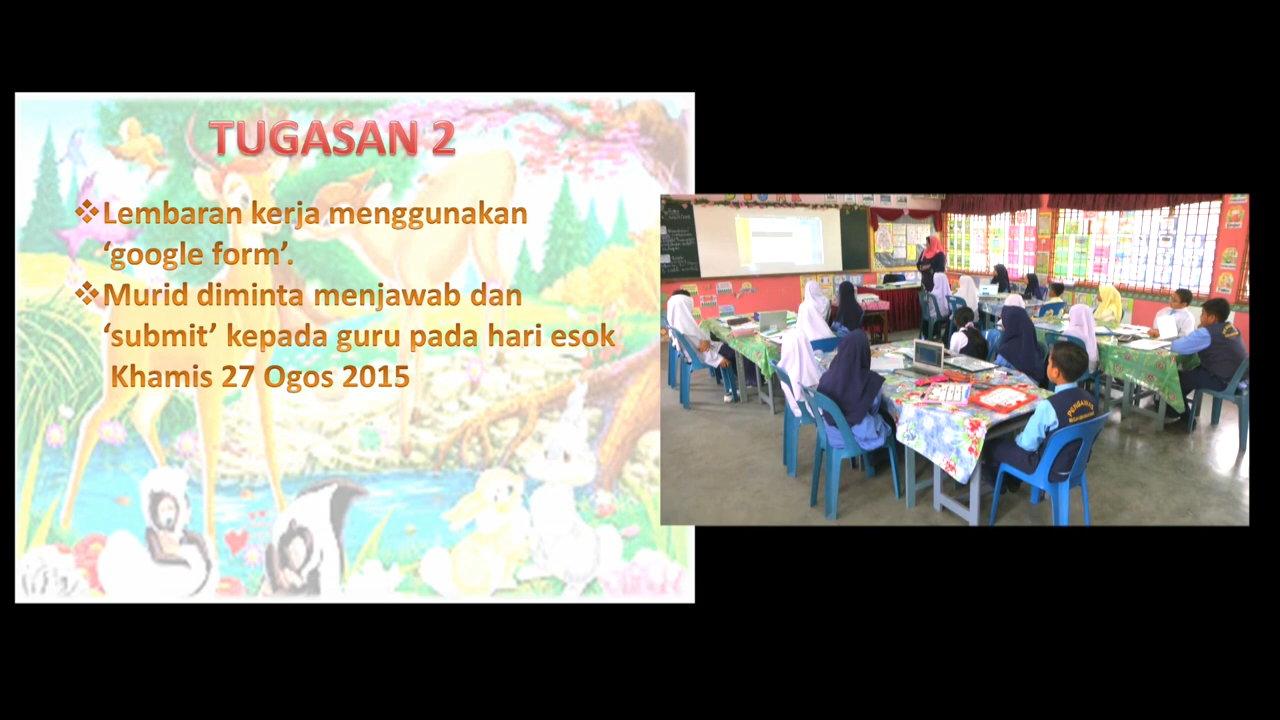 TUGASAN 2
❖Lembaran kerja menggunakan
‘google form’.
❖Murid diminta menjawab dan
‘submit’ kepada guru pada hari esok
Khamis 27 Ogos 2015
PENGAWAS